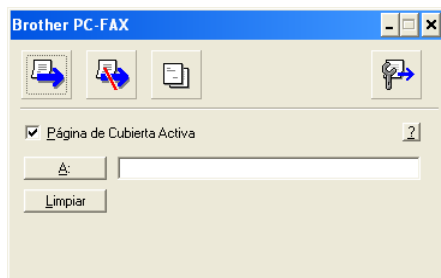 Brother PC-FAX
Página de Cubierta Activa
?
A:
Limpiar